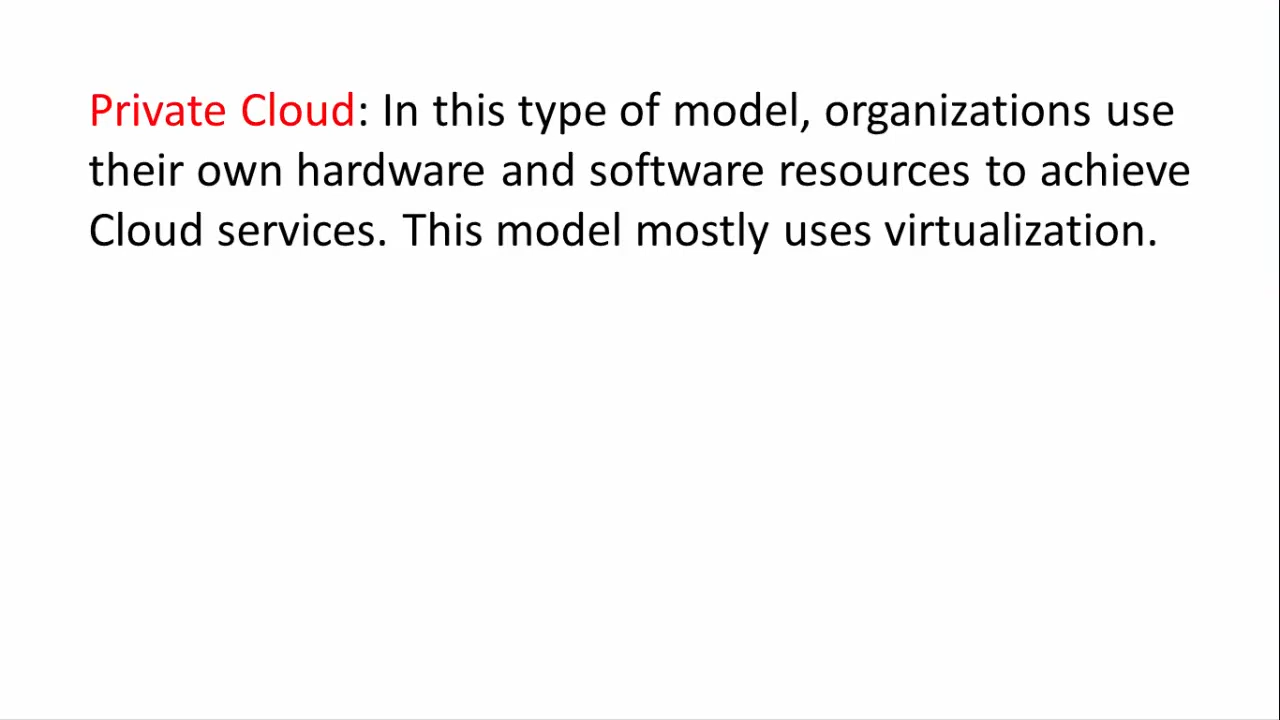 Private Cloud: In this type of model, organizations use
their own hardware and software resources to achieve
Cloud services. This model mostly uses virtualization.